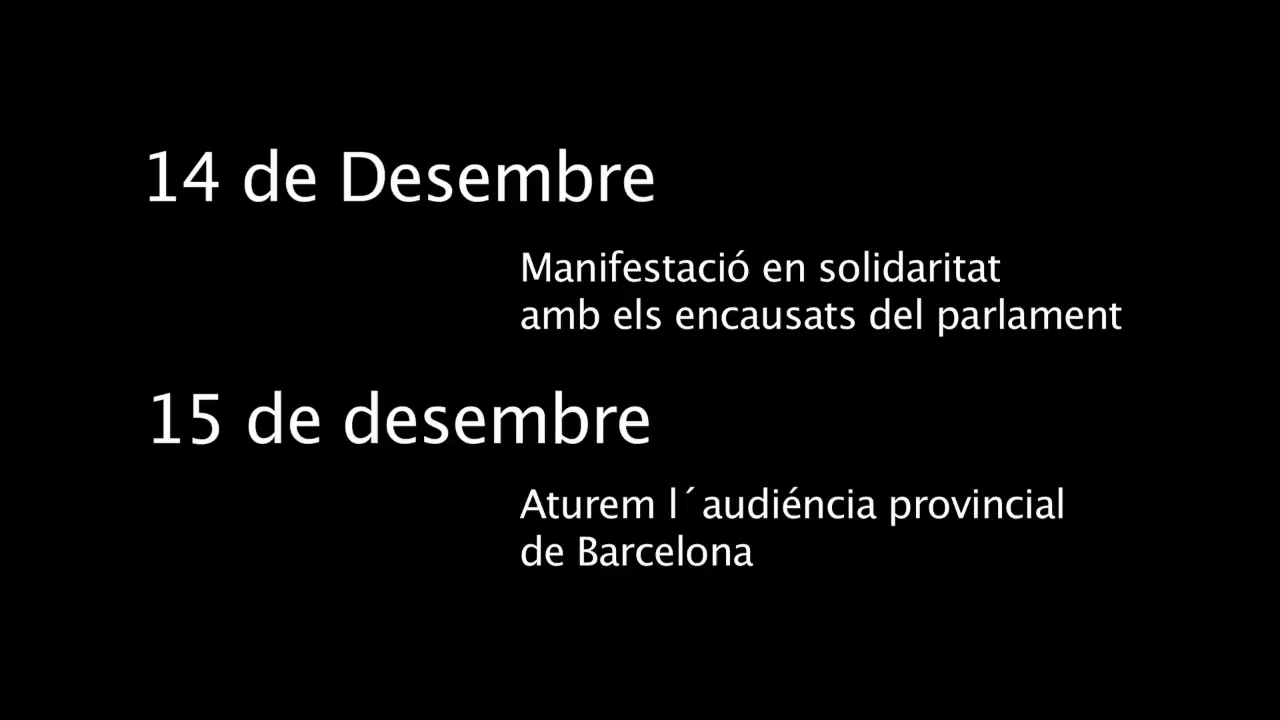 14 de Desembre
Manifestació en solidaritat
amb els encausats del parlament
15 de desembre
Aturem l´audiéncia provincial
de Barcelona